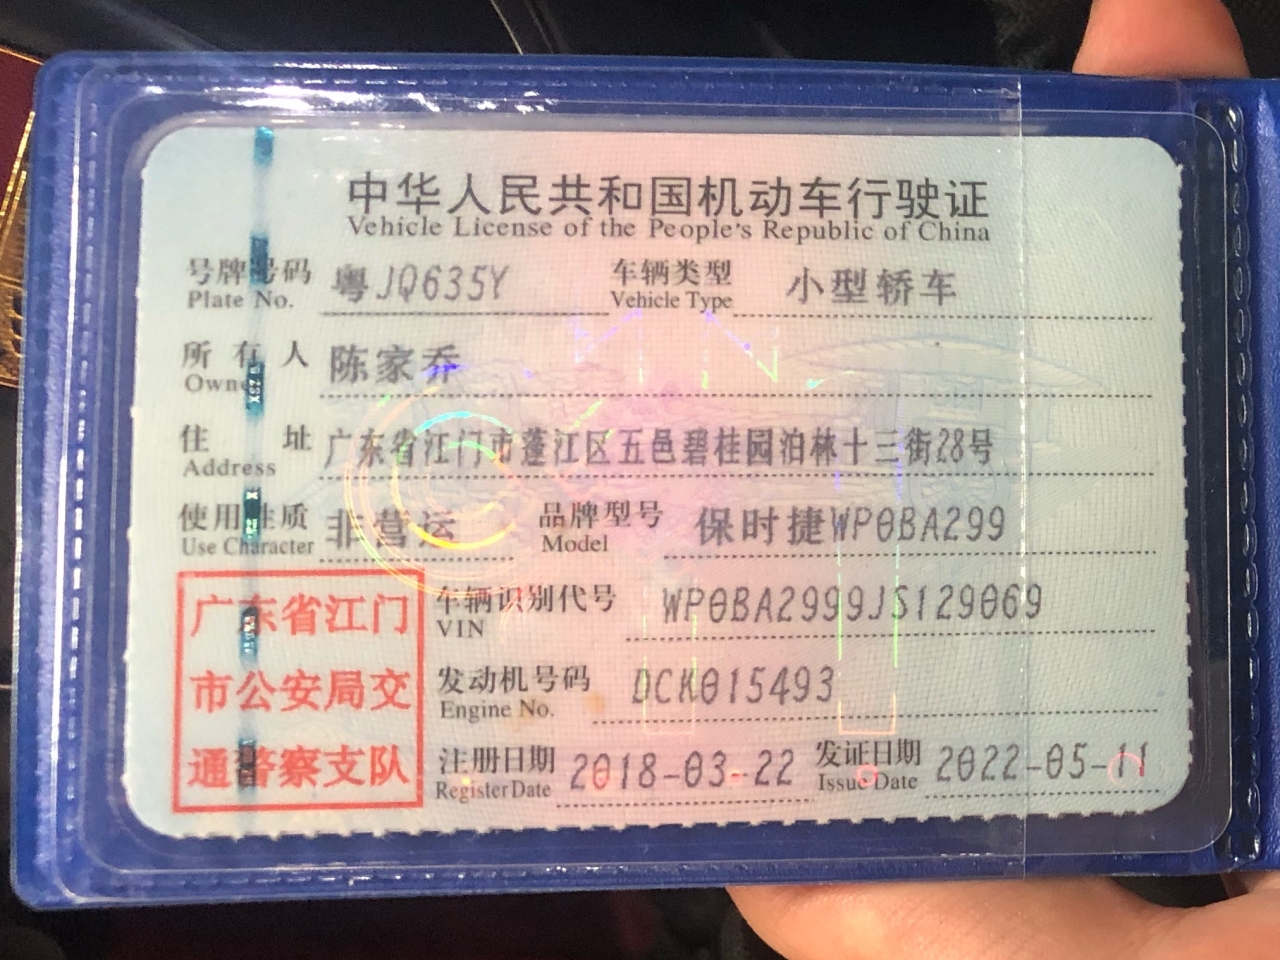 中华人民共和国机动车行驶证
Vehicle License of the People's Republic of China
号牌号码 粤JQ635Y 车辆类型 小型轿车
Plate No. Vehicle Type
所有人 陈家乔
Owner
住址 广东省江门市蓬江区五邑碧桂园泊林十三街28号
Address
使用性质 非营运 品牌型号 保时捷WP0BA299
Use Character Model
广东省江门 车辆识别代号 WP0BA2999JS129069
VIN
市公安局交 发动机号码 DCK015493
Engine No.
通警察支队 注册日期 2018-03-22 发证日期 2022-05-11
Register Date Issue Date